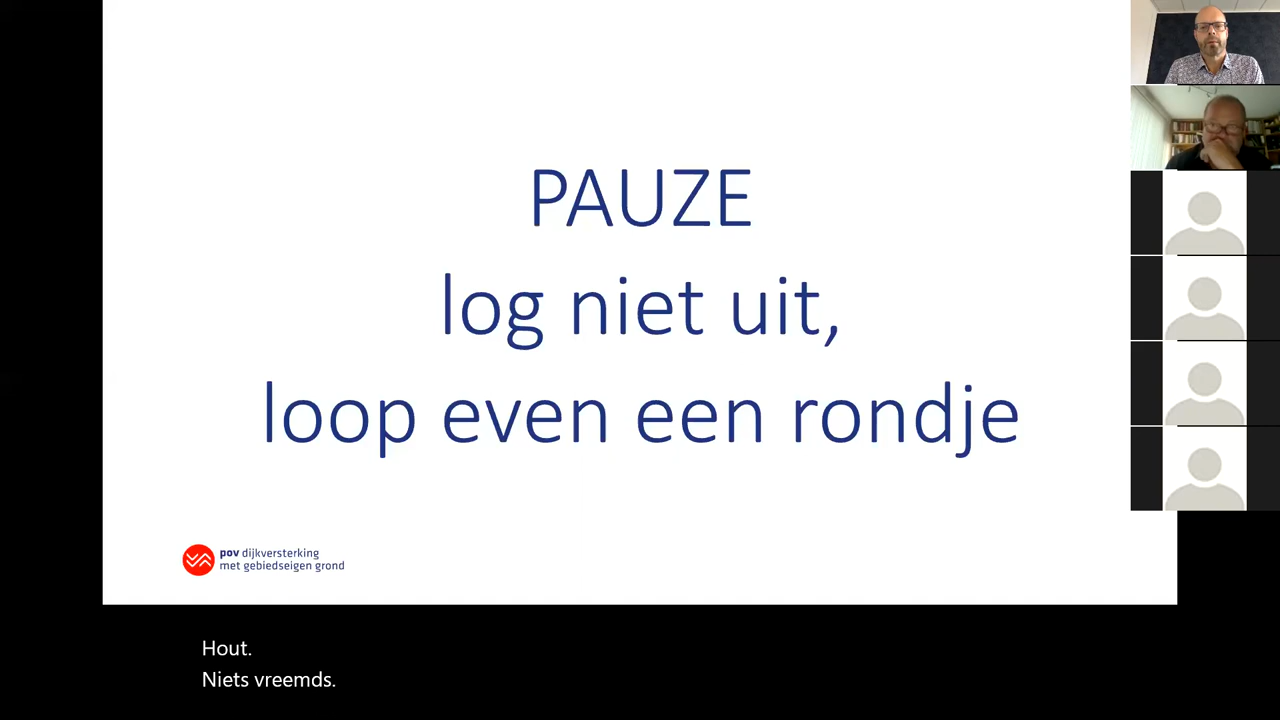 PAUZE
log niet uit,
loop even een rondje
pov dijkversterking
met gebiedseigen grond
Hout.
Niets vreemds.